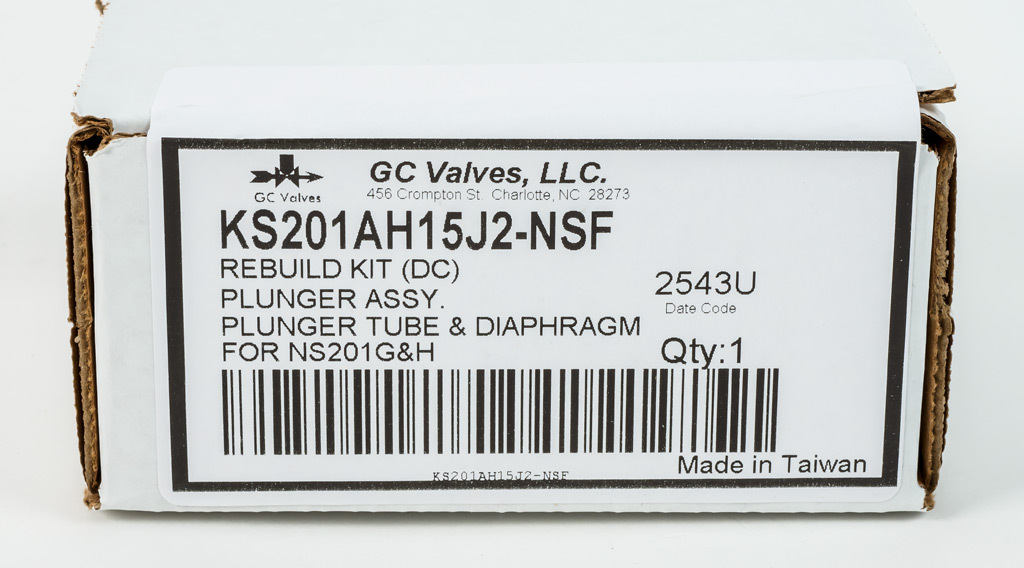 GC Valves
GC Valves, LLC.
456 Crompton St. Charlotte, NC 28273
KS201AH15J2-NSF
REBUILD KIT (DC)
PLUNGER ASSY.
PLUNGER TUBE & DIAPHRAGM
FOR NS201G&H
2543U
Date Code
Qty:1
KS201AH15J2-NSF
Made in Taiwan